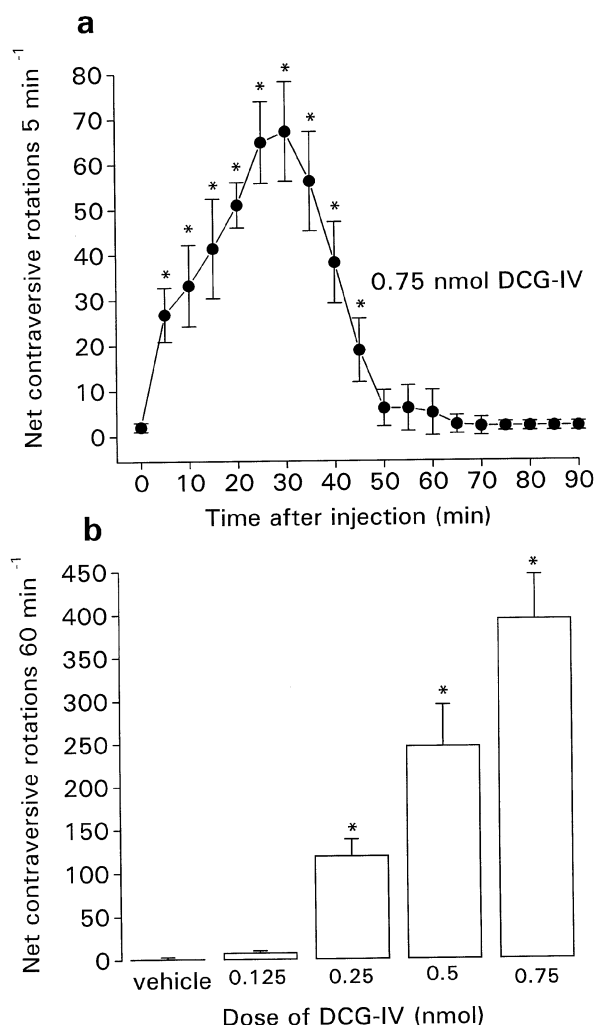 a
Net contraversive rotations 5 min⁻¹
80
70
60
50
40
30
20
10
0
* * * * * * * * *
0.75 nmol DCG-IV
0 10 20 30 40 50 60 70 80 90
Time after injection (min)
b
Net contraversive rotations 60 min⁻¹
450
400
350
300
250
200
150
100
50
0
* * *
vehicle 0.125 0.25 0.5 0.75
Dose of DCG-IV (nmol)